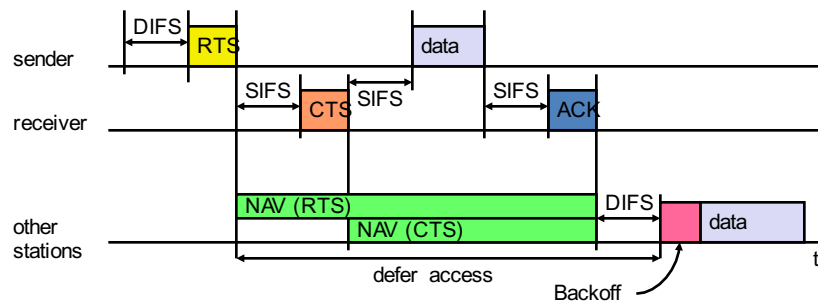 DIFS
RTS
data
sender
SIFS
SIFS
SIFS
CTS
ACK
receiver
NAV (RTS)
DIFS
NAV (CTS)
data
other
stations
t
defer access
Backoff